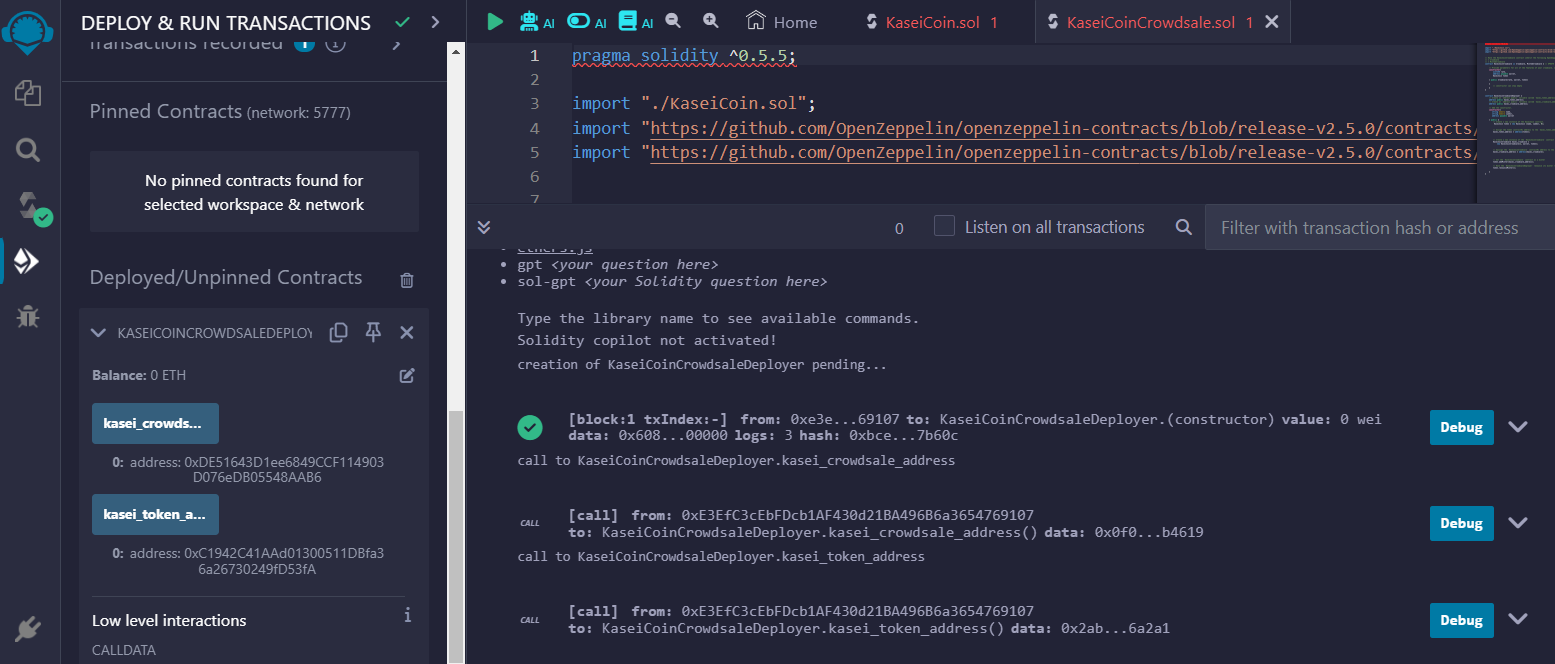 DEPLOY & RUN TRANSACTIONS
Transactions recorded 1 i
Pinned Contracts (network: 5777)
No pinned contracts found for
selected workspace & network
Deployed/Unpinned Contracts
KASEICOINCROWDSALEDEPLOY
Balance: 0 ETH
kasei_crowds...
0: address: 0xDE51643D1ee6849CCF114903
D076eDB05548AAB6
kasei_token_a...
0: address: 0xC1942C41AAd01300511DBfa3
6a26730249fD53fA
Low level interactions
i
CALLDATA
AI AI AI Home KaseiCoin.sol 1 KaseiCoinCrowdsale.sol 1
1 pragma solidity ^0.5.5;
2
3 import "./KaseiCoin.sol";
4 import "https://github.com/OpenZeppelin/openzeppelin-contracts/blob/release-v2.5.0/contracts/
5 import "https://github.com/OpenZeppelin/openzeppelin-contracts/blob/release-v2.5.0/contracts/
6
7
0 Listen on all transactions Filter with transaction hash or address
ethers.js
• gpt <your question here>
• sol-gpt <your Solidity question here>
Type the library name to see available commands.
Solidity copilot not activated!
creation of KaseiCoinCrowdsaleDeployer pending...
[block:1 txIndex:-] from: 0xe3e...69107 to: KaseiCoinCrowdsaleDeployer.(constructor) value: 0 wei
data: 0x608...00000 logs: 3 hash: 0xbce...7b60c
Debug
call to KaseiCoinCrowdsaleDeployer.kasei_crowdsale_address
CALL [call] from: 0xE3EfC3cEbFDcb1AF430d21BA496B6a3654769107
to: KaseiCoinCrowdsaleDeployer.kasei_crowdsale_address() data: 0x0f0...b4619
Debug
call to KaseiCoinCrowdsaleDeployer.kasei_token_address
CALL [call] from: 0xE3EfC3cEbFDcb1AF430d21BA496B6a3654769107
to: KaseiCoinCrowdsaleDeployer.kasei_token_address() data: 0x2ab...6a2a1
Debug